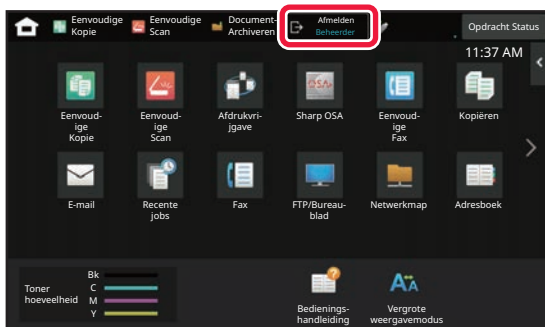 Eenvoudige
Kopie
Eenvoudige
Scan
Document-
Archiveren
Afmelden
Beheerder
Opdracht Status
11:37 AM
Eenvoud-
ige
Kopie
Eenvoud-
ige
Scan
Afdrukvri-
jgave
OSA
Sharp OSA
Eenvoud-
ige
Fax
Kopiëren
E-mail
Recente
jobs
Fax
FTP/Bureau-
blad
Netwerkmap
Adresboek
Toner
hoeveelheid
Bk
C
M
Y
Bedienings-
handleiding
Vergrote
weergavemodus